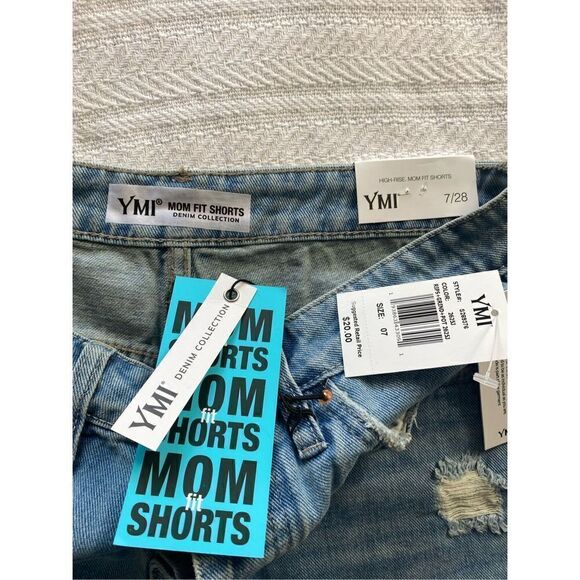 YMI® MOM FIT SHORTS
DENIM COLLECTION
HIGH-RISE, MOM FIT SHORTS
YMI
7/28
YMI® DENIM COLLECTION
MOM
SHORTS
MOM
fit
SHORTS
MOM
fit
SHORTS
YMI
COLOR:
STYLE#:
SIZE: 07
Suggested Retail Price
$20.00
YMI